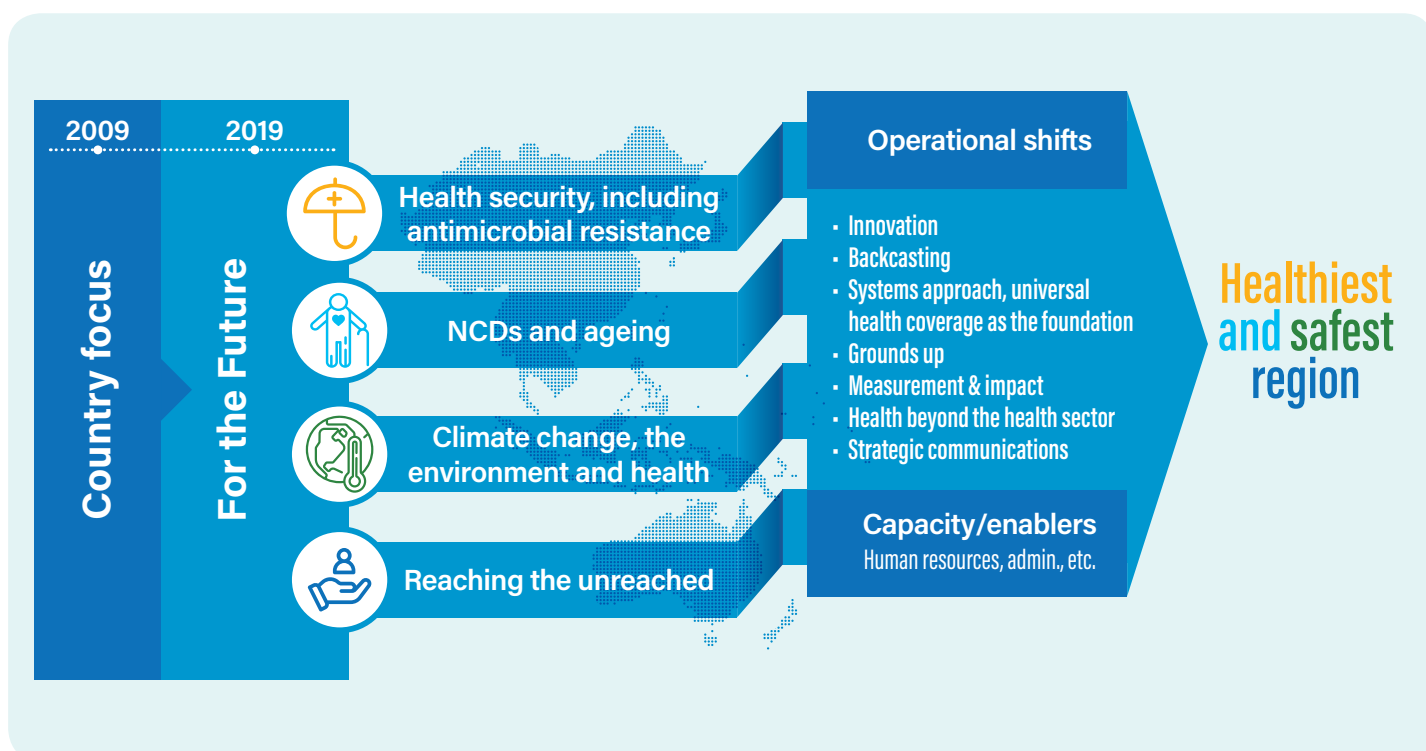 2009
2019
Country focus
For the Future
Health security, including
antimicrobial resistance
NCDs and ageing
Climate change, the
environment and health
Reaching the unreached
Operational shifts
· Innovation
· Backcasting
· Systems approach, universal
health coverage as the foundation
· Grounds up
· Measurement & impact
· Health beyond the health sector
· Strategic communications
Capacity/enablers
Human resources, admin., etc.
Healthiest
and safest
region